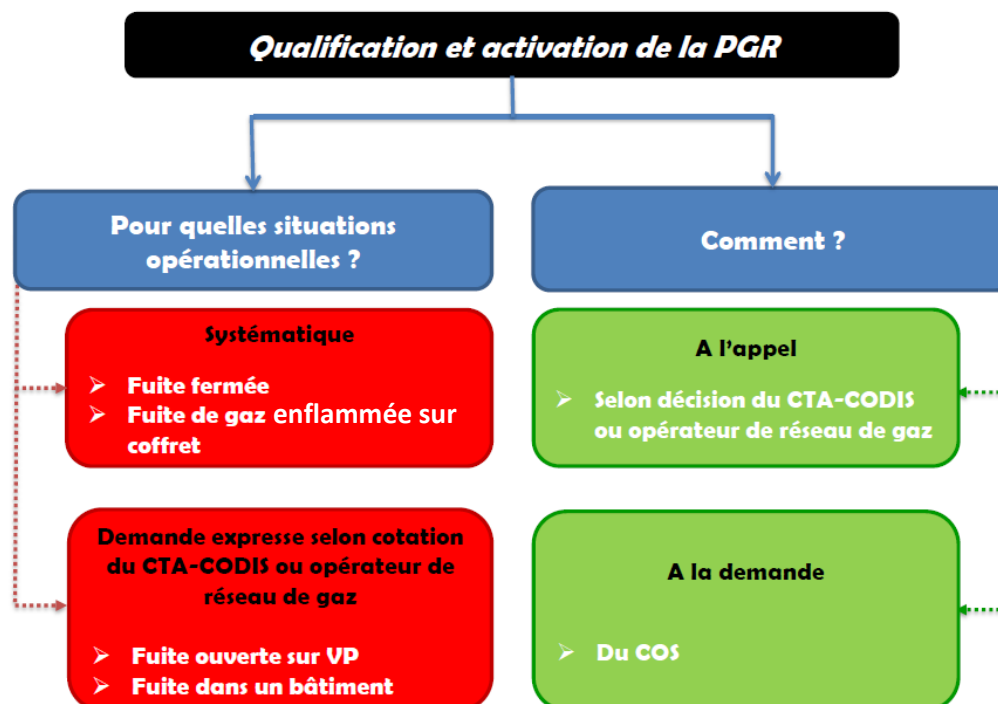 Qualification et activation de la PGR
Pour quelles situations
opérationnelles ?
Comment ?
Systématique
➢ Fuite fermée
➢ Fuite de gaz enflammée sur
coffret
A l'appel
➢ Selon décision du CTA-CODIS
ou opérateur de réseau de gaz
Demande expresse selon cotation
du CTA-CODIS ou opérateur de
réseau de gaz
➢ Fuite ouverte sur VP
➢ Fuite dans un bâtiment
A la demande
➢ Du COS